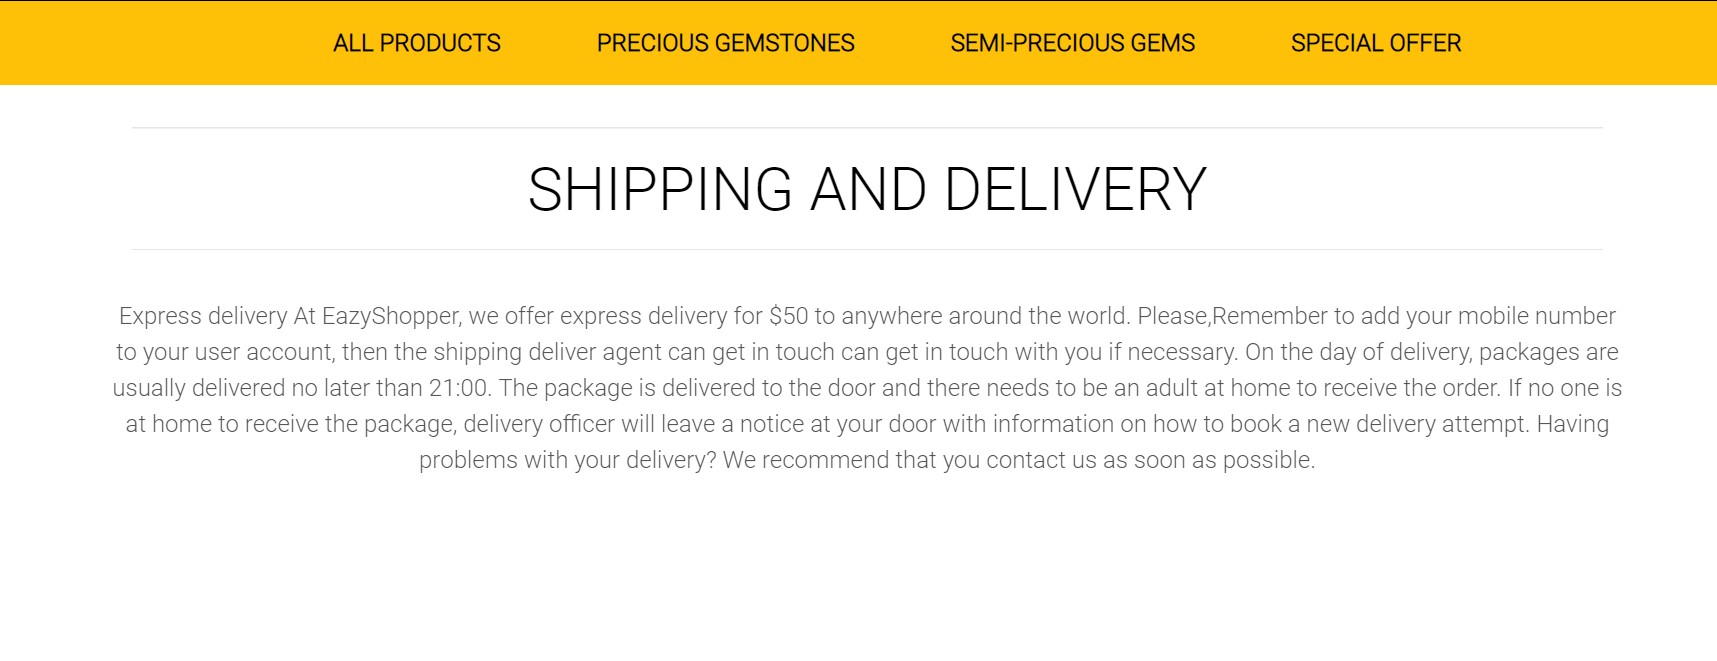 ALL PRODUCTS PRECIOUS GEMSTONES SEMI-PRECIOUS GEMS SPECIAL OFFER
SHIPPING AND DELIVERY
Express delivery At EazyShopper, we offer express delivery for $50 to anywhere around the world. Please,Remember to add your mobile number
to your user account, then the shipping deliver agent can get in touch can get in touch with you if necessary. On the day of delivery, packages are
usually delivered no later than 21:00. The package is delivered to the door and there needs to be an adult at home to receive the order. If no one is
at home to receive the package, delivery officer will leave a notice at your door with information on how to book a new delivery attempt. Having
problems with your delivery? We recommend that you contact us as soon as possible.